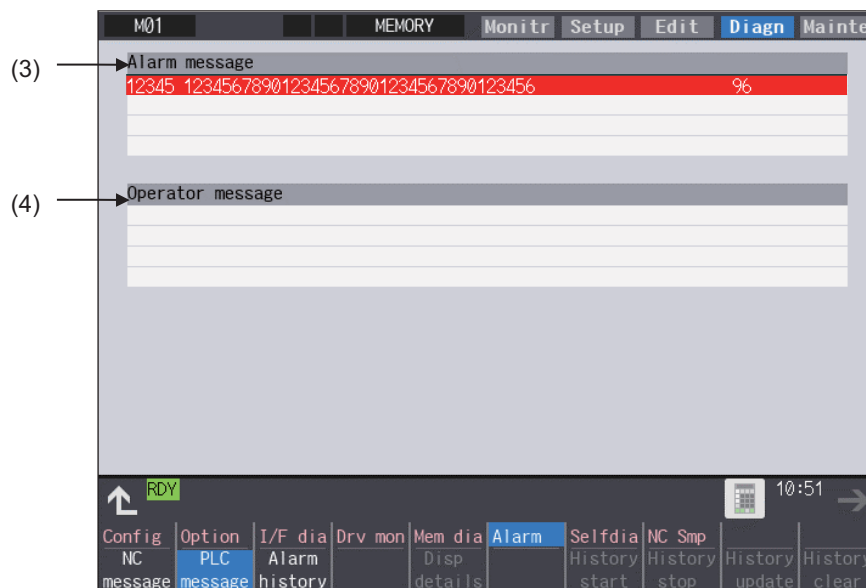 M01 MEMORY Monitr Setup Edit Diagn Mainte
(3) Alarm message
12345 123456789012345678901234567890123456 96
(4) Operator message
RDY 10:51
Config Option I/F dia Drv mon Mem dia Alarm Selfdia NC Smp
NC PLC Alarm Disp History History History History
message message history details start stop update clear